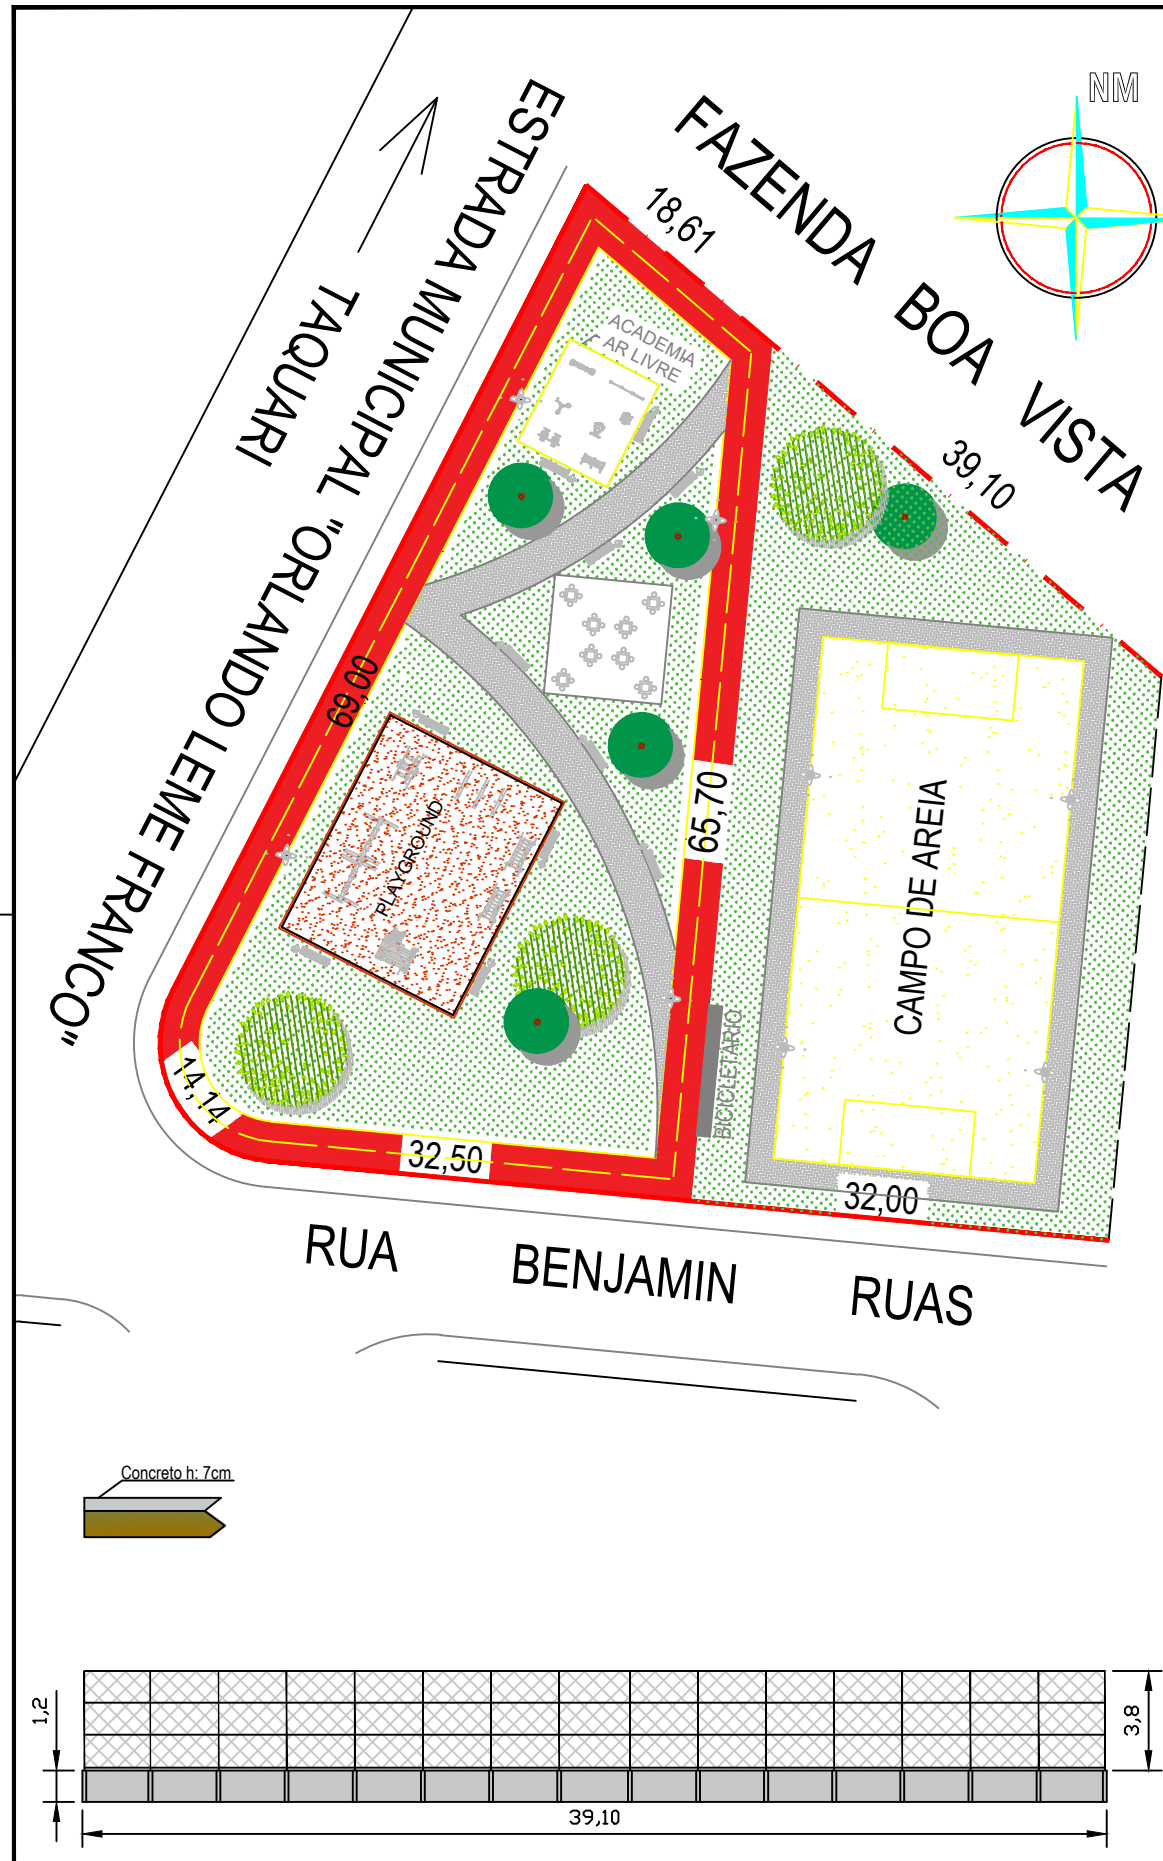 NM
FAZENDA BOA VISTA
18,61
39,10
ESTRADA MUNICIPAL "ORLANDO LEME FRANCO"
TAQUARI
ACADEMIA
AR LIVRE
69,00
65,70
PLAYGROUND
CAMPO DE AREIA
BICICLETÁRIO
14,14
32,50
32,00
RUA BENJAMIN RUAS
Concreto h: 7cm
1,2
3,8
39,10